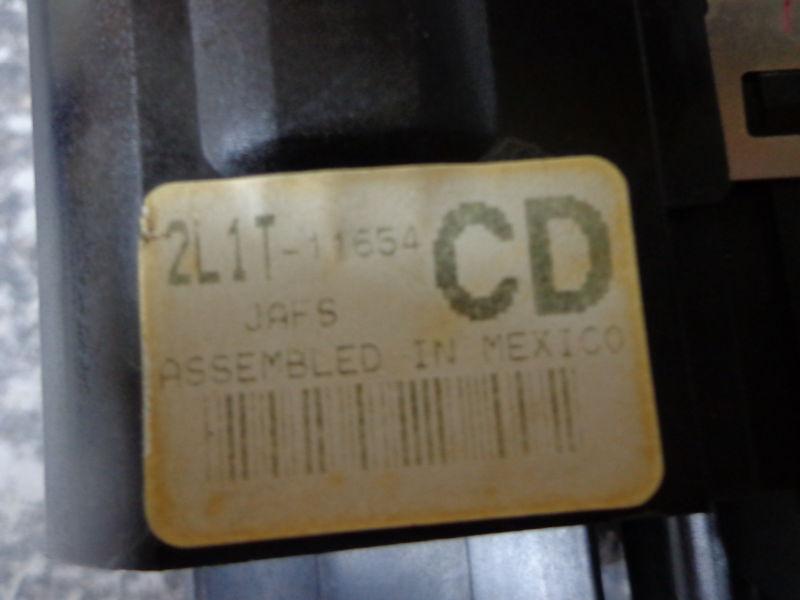 2L1T-11654 CD
JAFS
ASSEMBLED IN MEXICO